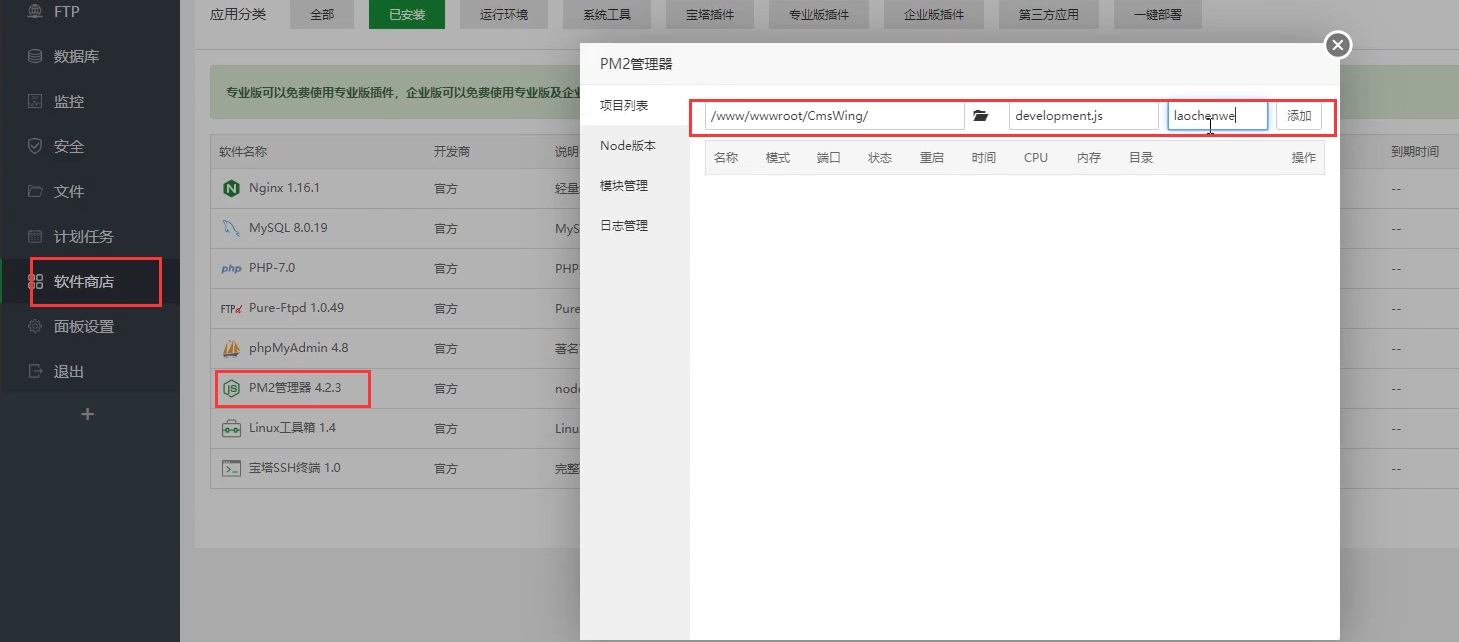 FTP
数据库
监控
安全
文件
计划任务
软件商店
面板设置
退出
应用分类 全部 已安装 运行环境 系统工具 宝塔插件 专业版插件 企业版插件 第三方应用 一键部署
专业版可以免费使用专业版插件，企业版可以免费使用专业版及企业
软件名称 开发商 说明 到期时间
Nginx 1.16.1 官方 轻量 --
MySQL 8.0.19 官方 MyS --
php PHP-7.0 官方 PHP --
FTPd Pure-Ftpd 1.0.49 官方 Pure --
phpMyAdmin 4.8 官方 著名 --
JS PM2管理器 4.2.3 官方 node --
Linux工具箱 1.4 官方 Linu --
宝塔SSH终端 1.0 官方 完整 --
PM2管理器
项目列表
Node版本
模块管理
日志管理
/www/wwwroot/CmsWing/ development.js laochenwe 添加
名称 模式 端口 状态 重启 时间 CPU 内存 目录 操作